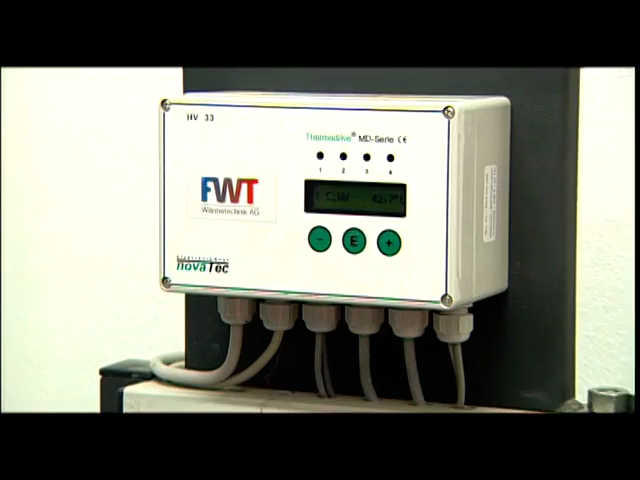 HV 33
Thermodrive® MD-Serie CE
1 2 3 4
FWT
Wärmetechnik AG
- E +
novaTec